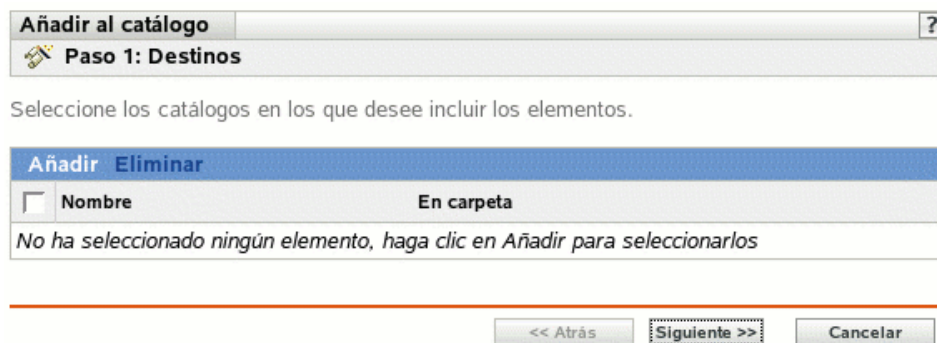 Añadir al catálogo
?
Paso 1: Destinos
Seleccione los catálogos en los que desee incluir los elementos.
Añadir Eliminar
Nombre En carpeta
No ha seleccionado ningún elemento, haga clic en Añadir para seleccionarlos
<< Atrás Siguiente >> Cancelar